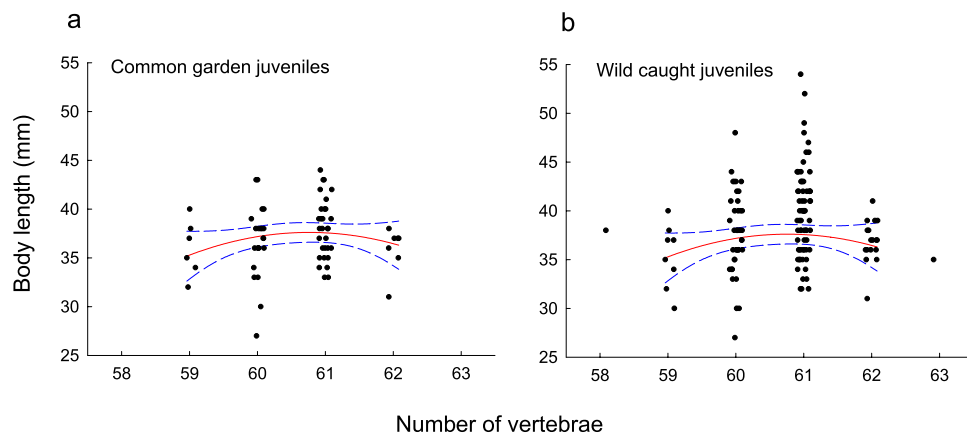 a
b
Common garden juveniles
Wild caught juveniles
Body length (mm)
55
50
45
40
35
30
25
58 59 60 61 62 63
55
50
45
40
35
30
25
58 59 60 61 62 63
Number of vertebrae